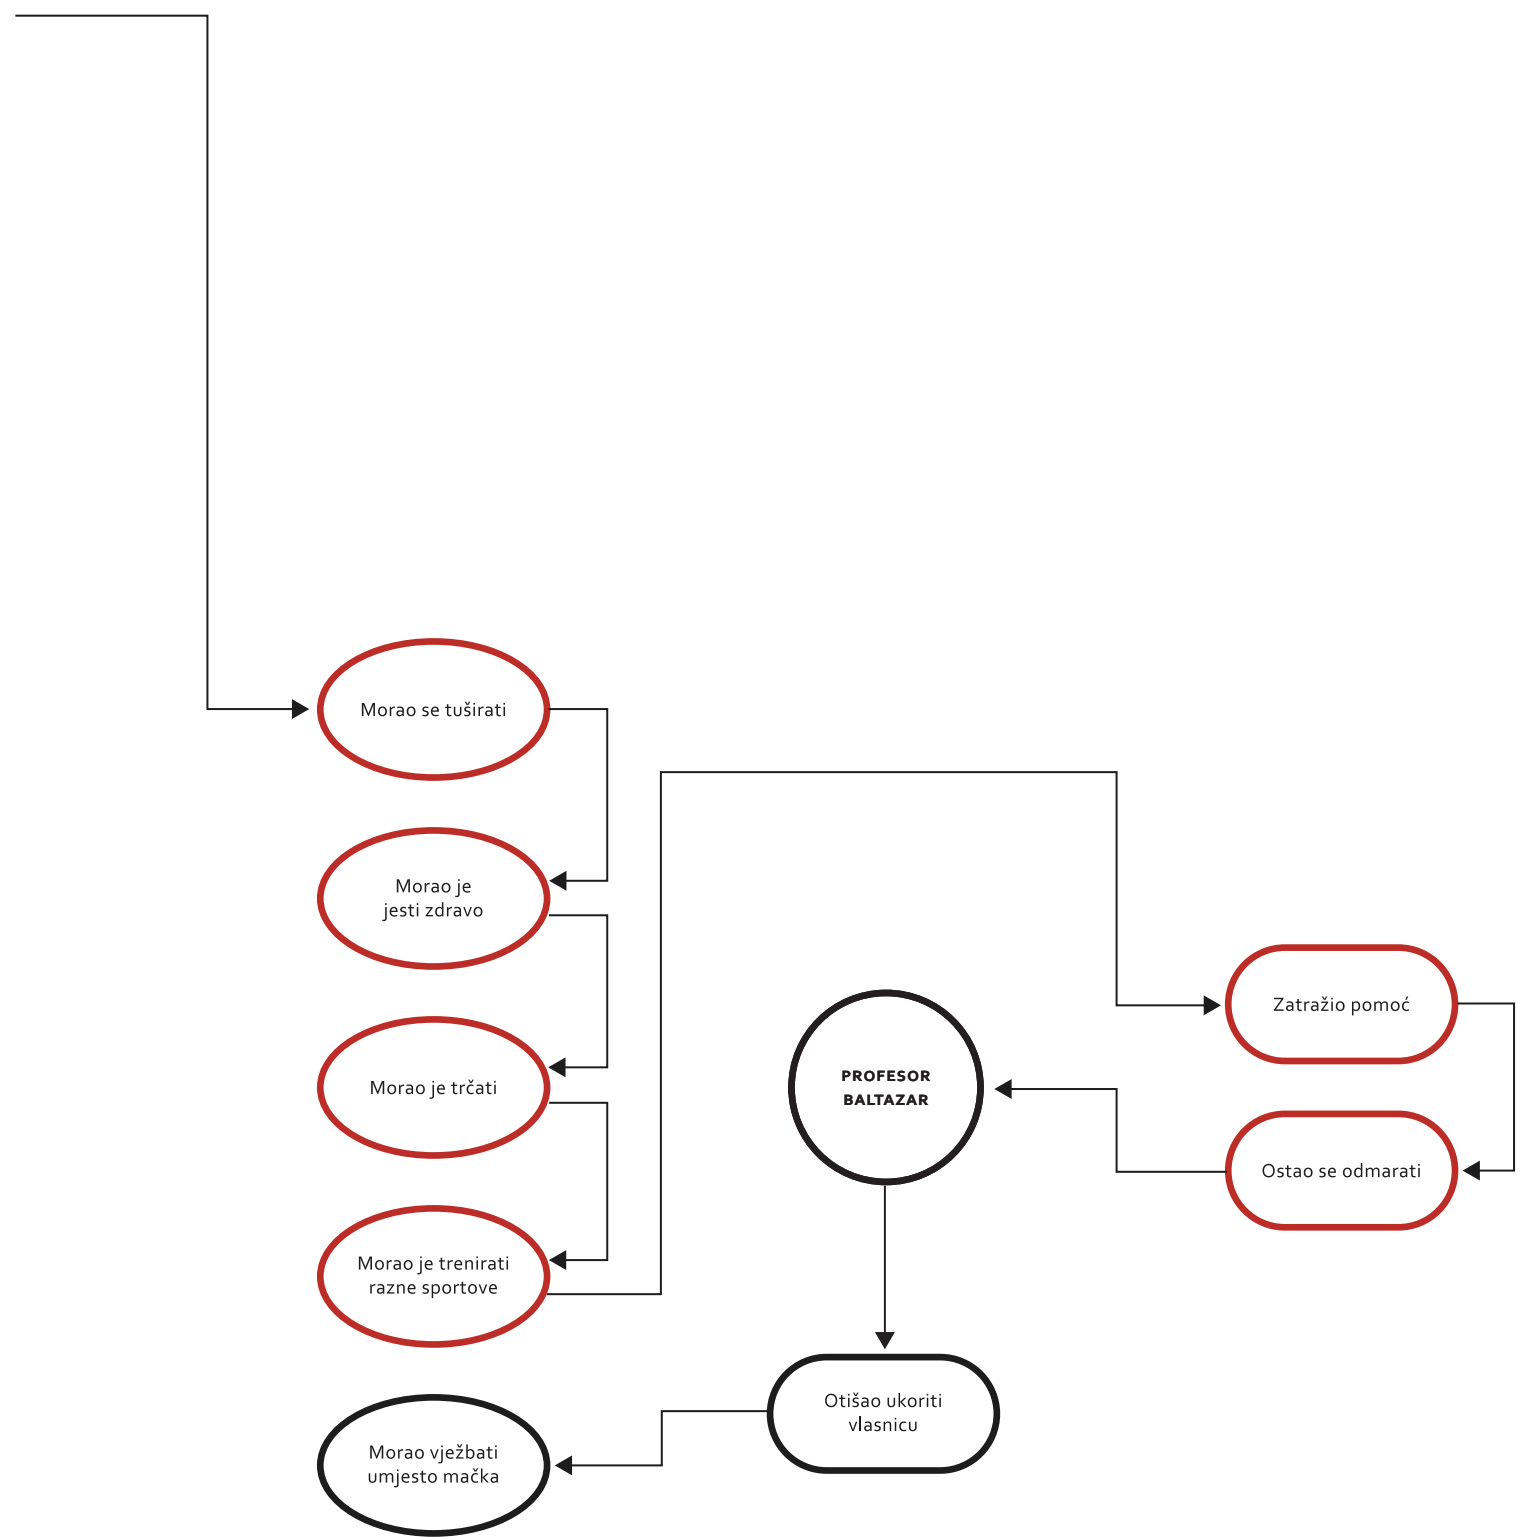 Morao se tuširati
Morao je
jesti zdravo
Morao je trčati
Morao je trenirati
razne sportove
Zatražio pomoć
Ostao se odmarati
PROFESOR
BALTAZAR
Otišao ukoriti
vlasnicu
Morao vježbati
umjesto mačka